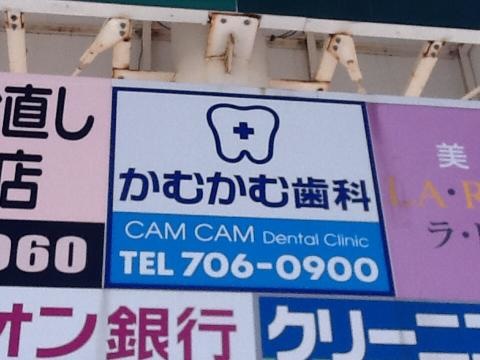 直し
店
060
かむかむ歯科
CAM CAM Dental Clinic
TEL 706-0900
美
LA・R
ラ・
オン銀行
クリーニ